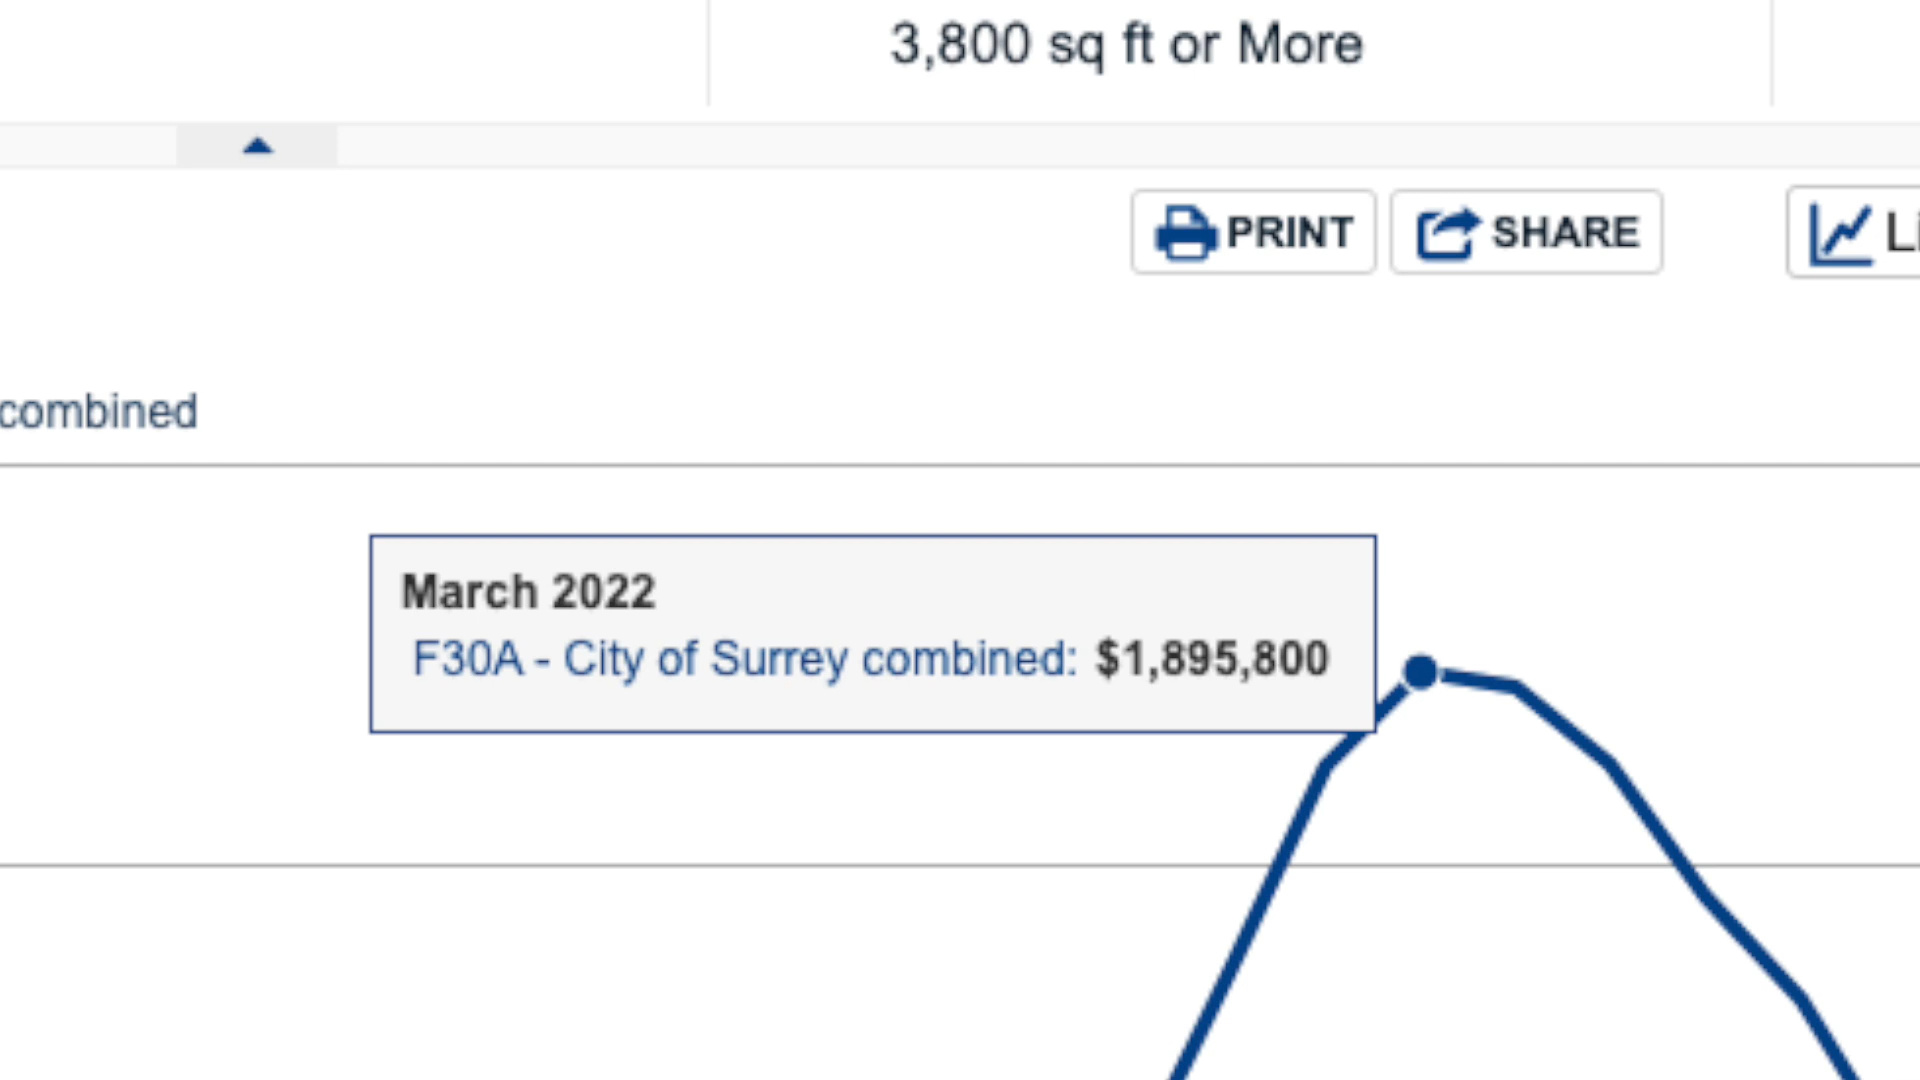 3,800 sq ft or More
PRINT SHARE
combined
March 2022
F30A - City of Surrey combined: $1,895,800